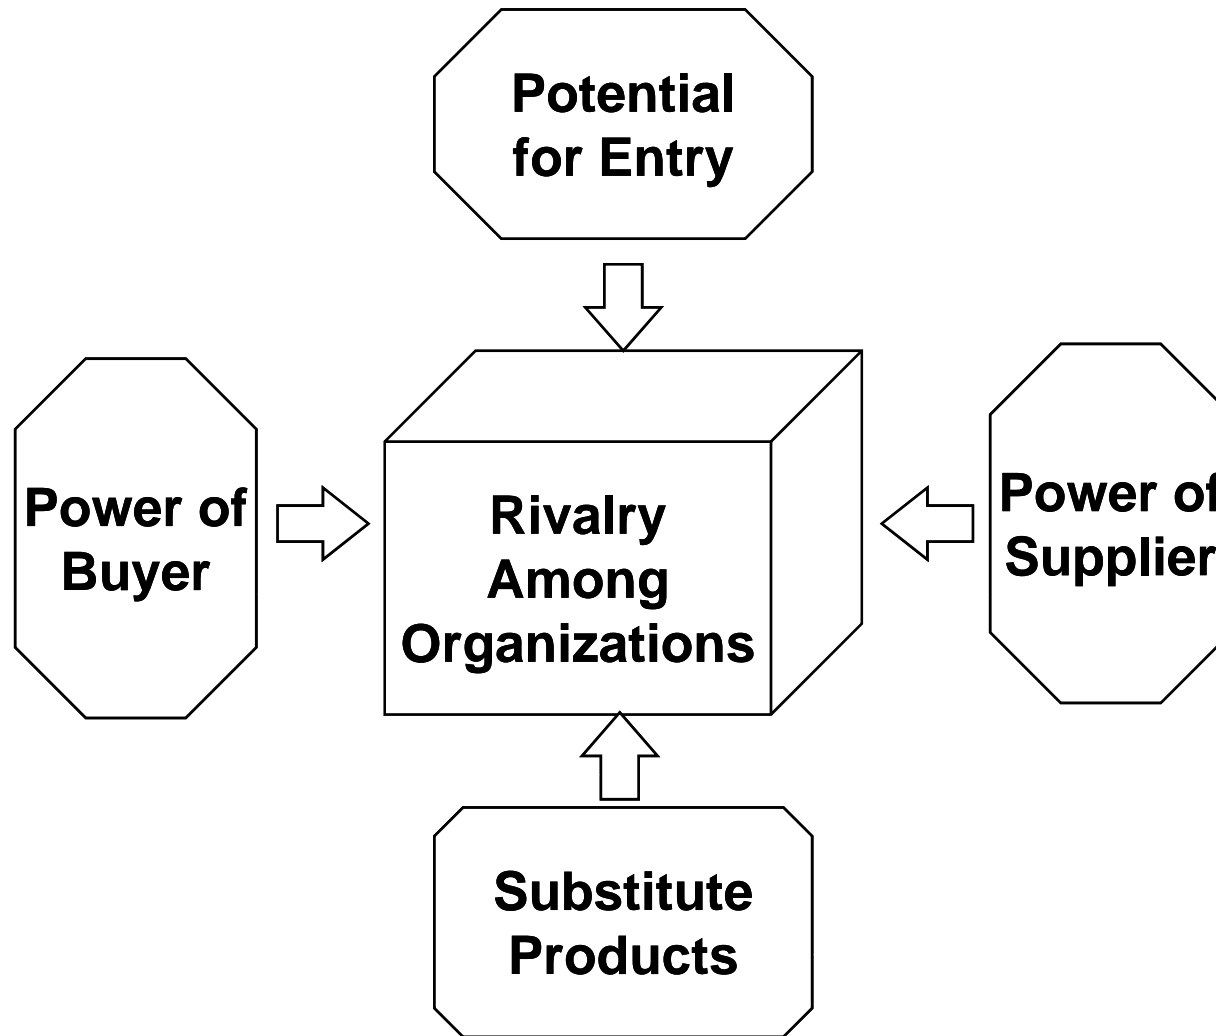 Potential
for Entry
Power of
Buyer
Rivalry
Among
Organizations
Power of
Supplier
Substitute
Products